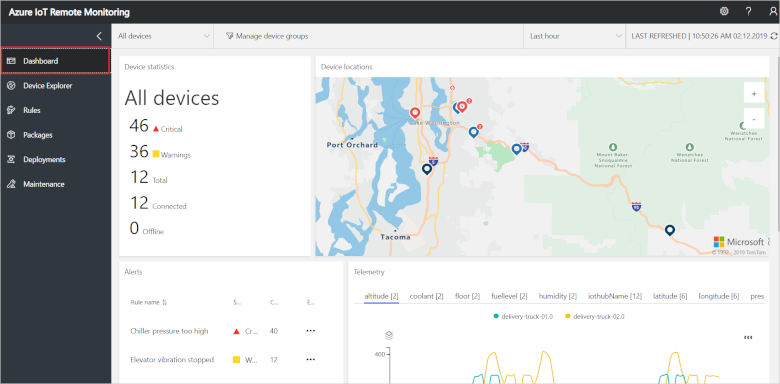 Azure IoT Remote Monitoring
All devices
Manage device groups
Last hour
LAST REFRESHED | 10:50:26 AM 02.12.2019
Dashboard
Device Explorer
Rules
Packages
Deployments
Maintenance
Device statistics
All devices
46 Critical
36 Warnings
12 Total
12 Connected
0 Offline
Device locations
Lake Washington
Port Orchard
Tacoma
Mount Baker-
Snoqualmie
National Forest
Wenatchee
National Forest
Wenatchee
National Forest
Microsoft
© 1992 - 2019 TomTom
Alerts
Rule name
S...
C...
E...
Chiller pressure too high
Cr...
40
Elevator vibration stopped
W...
12
Telemetry
altitude [2]
coolant [2]
floor [2]
fuellevel [2]
humidity [2]
iothubName [12]
latitude [6]
longitude [6]
pres
delivery-truck-01.0
delivery-truck-02.0
400